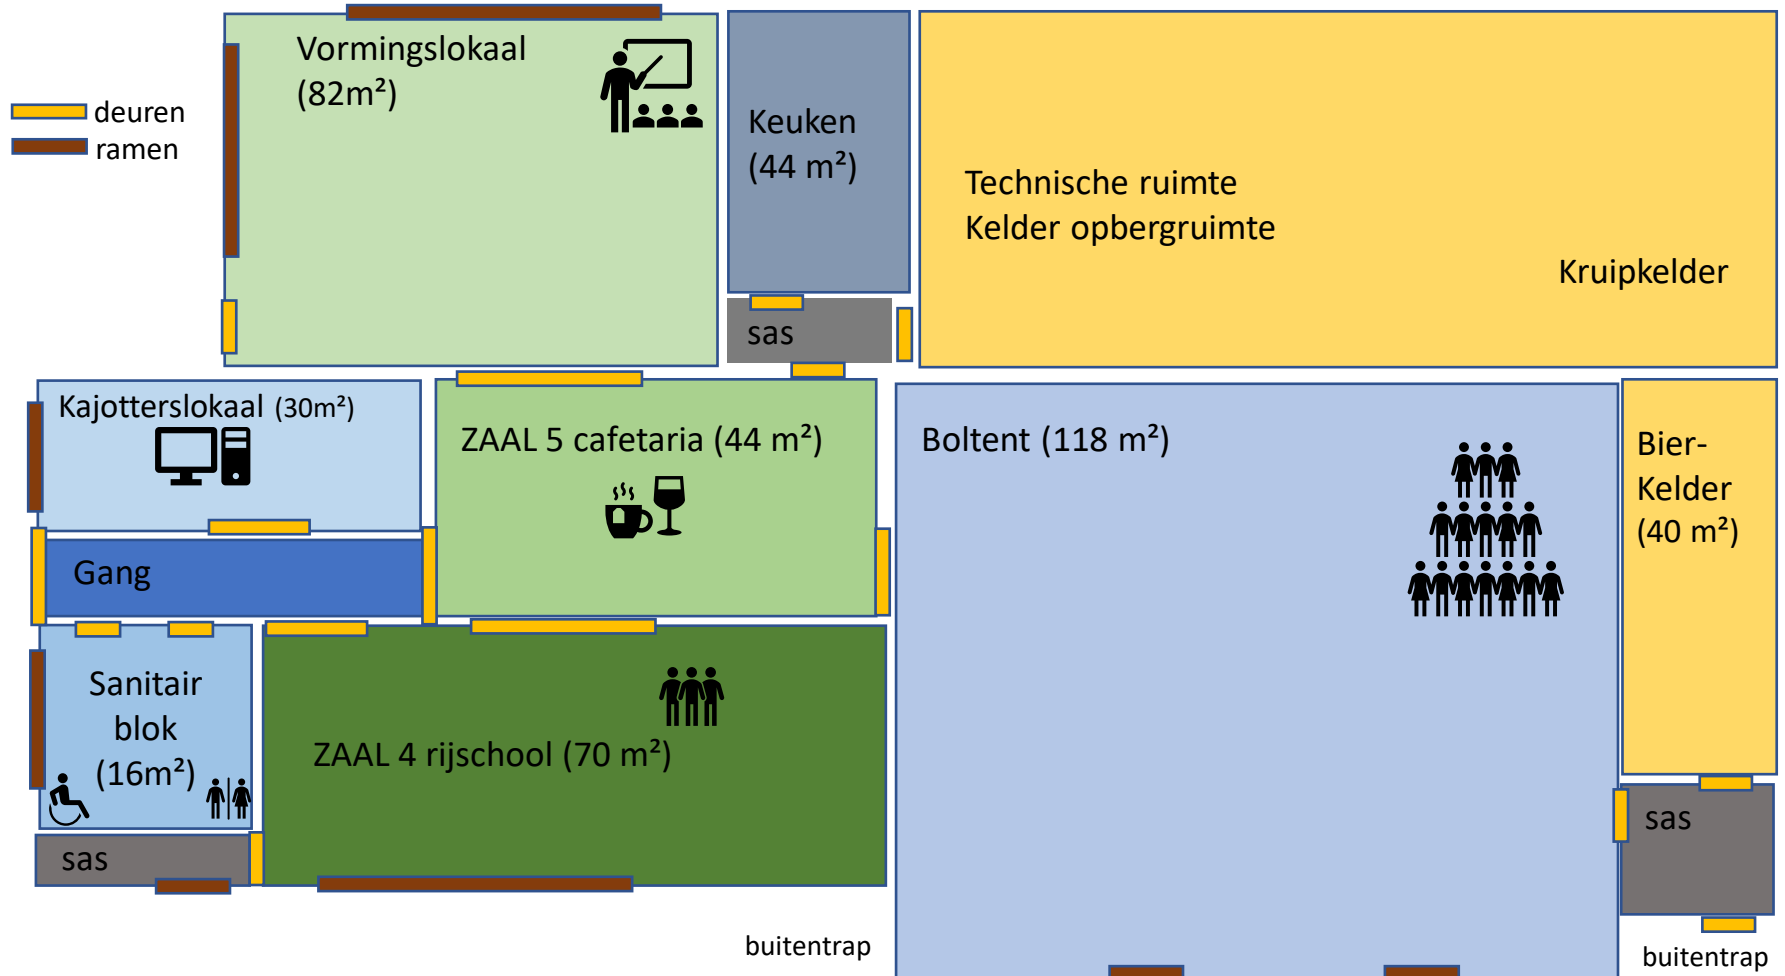 Vormingslokaal
(82m²)
deuren
ramen
Keuken
(44 m²)
Technische ruimte
Kelder opbergruimte
Kruipkelder
sas
Kajotterslokaal (30m²)
ZAAL 5 cafetaria (44 m²)
Boltent (118 m²)
Bier-
Kelder
(40 m²)
Gang
Sanitair
blok
(16m²)
ZAAL 4 rijschool (70 m²)
sas
sas
buitentrap
buitentrap